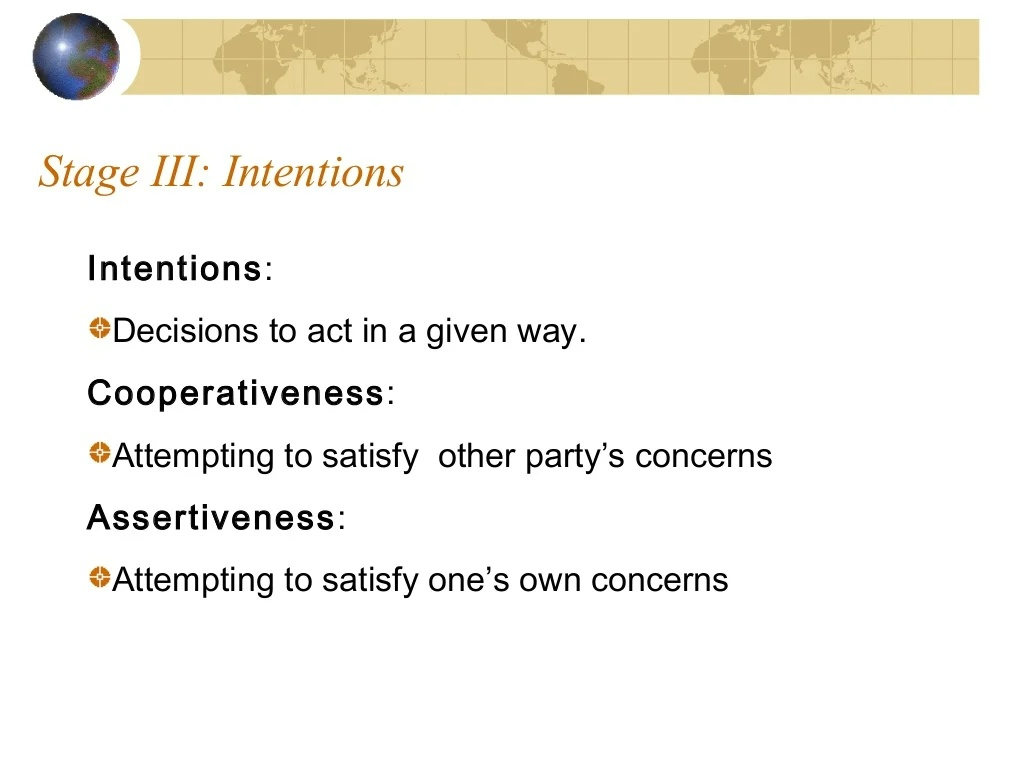 Stage III: Intentions
Intentions:
Decisions to act in a given way.
Cooperativeness:
Attempting to satisfy  other party’s concerns
Assertiveness:
Attempting to satisfy one’s own concerns